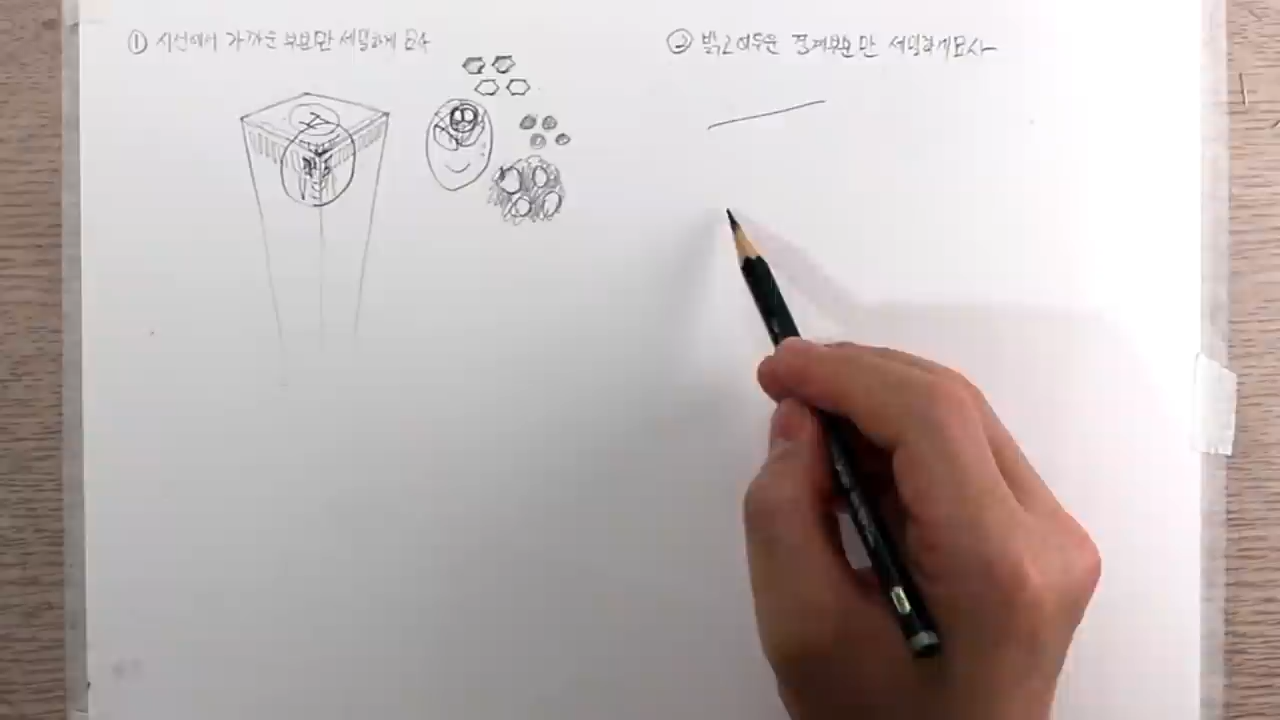 ① 시선에서 가까운 부분만 세밀하게 묘사
② 밝고 어두운 경계부분만 세밀하게 묘사